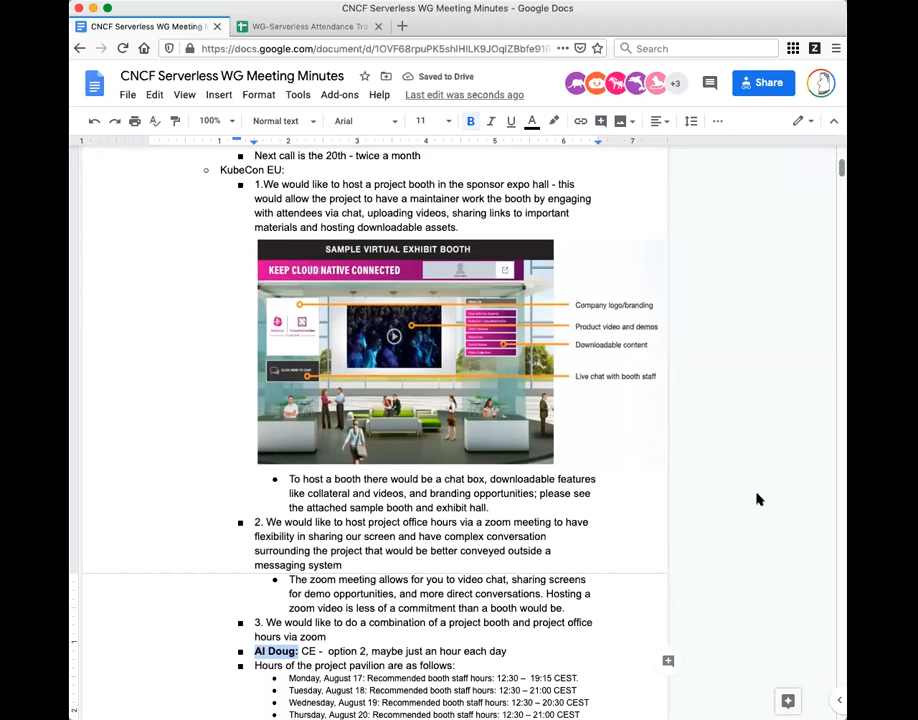 CNCF Serverless WG Meeting Minutes - Google Docs
CNCF Serverless WG Meeting
WG-Serverless Attendance Tra
https://docs.google.com/document/d/1OVF68rpuPK5shIHlLK9JOqIZBbfe91
Search
CNCF Serverless WG Meeting Minutes
Saved to Drive
+3
Share
File Edit View Insert Format Tools Add-ons Help Last edit was seconds ago
100% Normal text Arial 11 B I U A
1 1 2 3 4 5 6 7
Next call is the 20th - twice a month
KubeCon EU:
1.We would like to host a project booth in the sponsor expo hall - this
would allow the project to have a maintainer work the booth by engaging
with attendees via chat, uploading videos, sharing links to important
materials and hosting downloadable assets.
SAMPLE VIRTUAL EXHIBIT BOOTH
KEEP CLOUD NATIVE CONNECTED
Company logo/branding
Product video and demos
Downloadable content
CLICK HERE TO CHAT
Live chat with booth staff
To host a booth there would be a chat box, downloadable features
like collateral and videos, and branding opportunities; please see
the attached sample booth and exhibit hall.
2. We would like to host project office hours via a zoom meeting to have
flexibility in sharing our screen and have complex conversation
surrounding the project that would be better conveyed outside a
messaging system
The zoom meeting allows for you to video chat, sharing screens
for demo opportunities, and more direct conversations. Hosting a
zoom video is less of a commitment than a booth would be.
3. We would like to do a combination of a project booth and project office
hours via zoom
AI Doug: CE - option 2, maybe just an hour each day
Hours of the project pavilion are as follows:
Monday, August 17: Recommended booth staff hours: 12:30 – 19:15 CEST.
Tuesday, August 18: Recommended booth staff hours: 12:30 – 21:00 CEST
Wednesday, August 19: Recommended booth staff hours: 12:30 – 20:30 CEST
Thursday, August 20: Recommended booth staff hours: 12:30 – 21:00 CEST